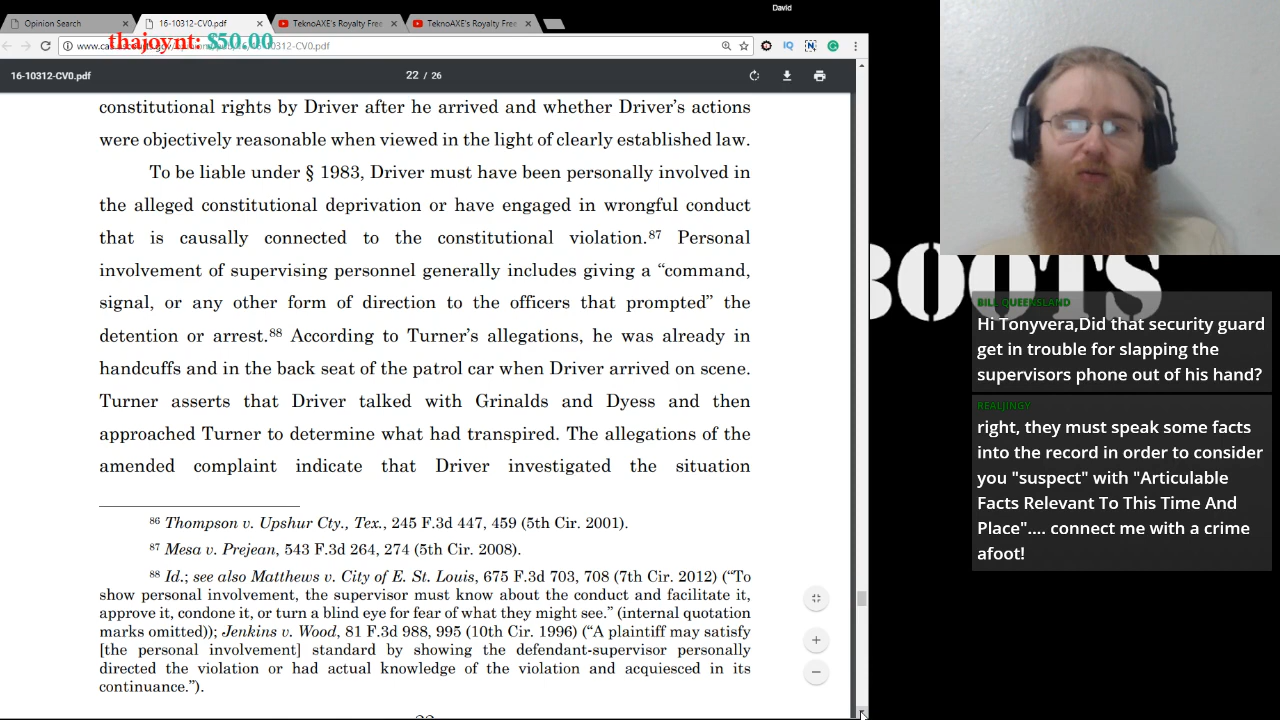 David
Opinion Search
16-10312-CV0.pdf
TeknoAXE's Royalty Free
TeknoAXE's Royalty Free
thajoynt: $50.00
16-10312-CV0.pdf
22 / 26
constitutional rights by Driver after he arrived and whether Driver's actions
were objectively reasonable when viewed in the light of clearly established law.
To be liable under § 1983, Driver must have been personally involved in
the alleged constitutional deprivation or have engaged in wrongful conduct
that is causally connected to the constitutional violation.87 Personal
involvement of supervising personnel generally includes giving a “command,
signal, or any other form of direction to the officers that prompted” the
detention or arrest.88 According to Turner's allegations, he was already in
handcuffs and in the back seat of the patrol car when Driver arrived on scene.
Turner asserts that Driver talked with Grinalds and Dyess and then
approached Turner to determine what had transpired. The allegations of the
amended complaint indicate that Driver investigated the situation
86 Thompson v. Upshur Cty., Tex., 245 F.3d 447, 459 (5th Cir. 2001).
87 Mesa v. Prejean, 543 F.3d 264, 274 (5th Cir. 2008).
88 Id.; see also Matthews v. City of E. St. Louis, 675 F.3d 703, 708 (7th Cir. 2012) (“To
show personal involvement, the supervisor must know about the conduct and facilitate it,
approve it, condone it, or turn a blind eye for fear of what they might see.” (internal quotation
marks omitted)); Jenkins v. Wood, 81 F.3d 988, 995 (10th Cir. 1996) (“A plaintiff may satisfy
[the personal involvement] standard by showing the defendant-supervisor personally
directed the violation or had actual knowledge of the violation and acquiesced in its
continuance.”).
BOOTS
BILL QUEENSLAND
Hi Tonyvera,Did that security guard
get in trouble for slapping the
supervisors phone out of his hand?
REALJINGY
right, they must speak some facts
into the record in order to consider
you "suspect" with "Articulable
Facts Relevant To This Time And
Place".... connect me with a crime
afoot!